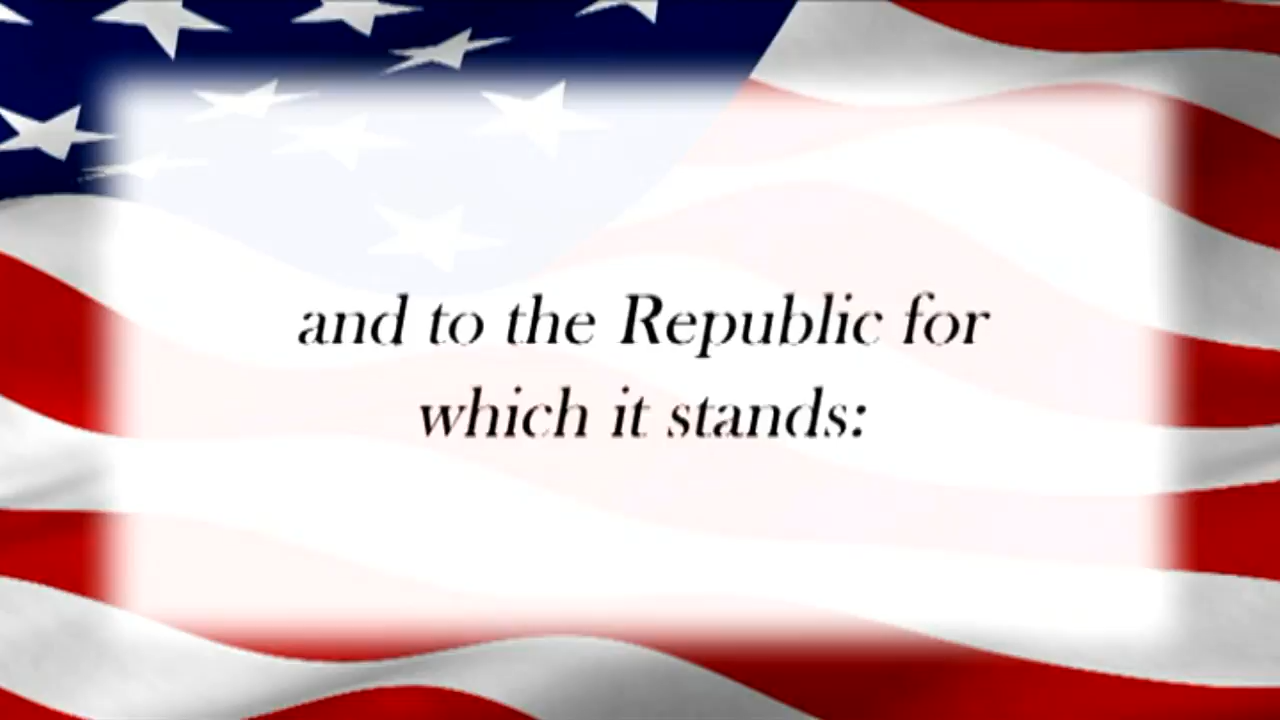 and to the Republic for
which it stands: